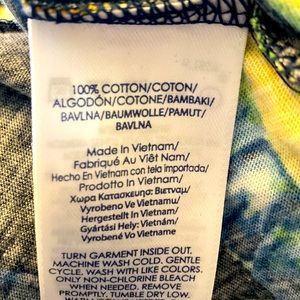 100% COTTON/COTON/
ALGODÓN/COTONE/BAMBAKI/
BAVLNA/BAUMWOLLE/PAMUT/
BAVLNA
Made In Vietnam/
Fabriqué Au Viêt Nam/
Hecho En Vietnam con tela importada/
Prodotto In Vietnam/
Χωρα Κατασκευης: Βιετναμ/
Vyrobeno Ve Vietnamu/
Hergestellt In Vietnam/
Gyártási Hely: Vietnám/
Vyrobené Vo Vietname
TURN GARMENT INSIDE OUT.
MACHINE WASH COLD. GENTLE
CYCLE. WASH WITH LIKE COLORS.
ONLY NON-CHLORINE BLEACH
WHEN NEEDED. REMOVE
PROMPTLY. TUMBLE DRY LOW.